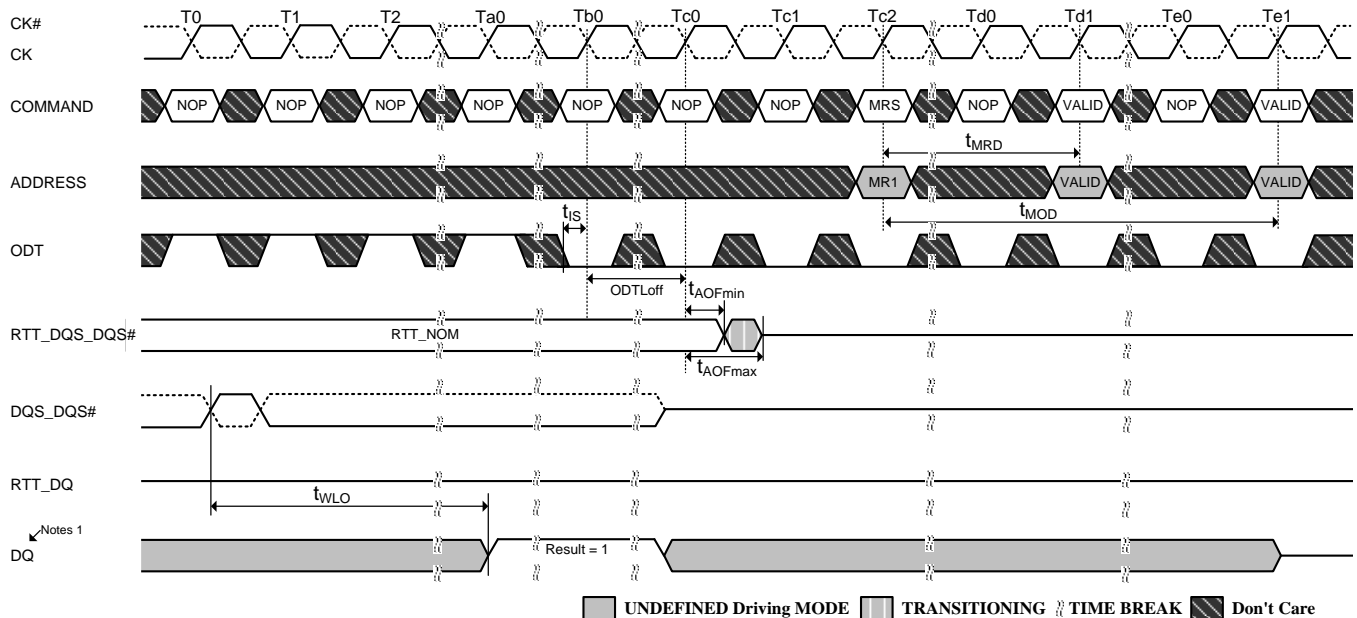 T0 T1 T2 Ta0 Tb0 Tc0 Tc1 Tc2 Td0 Td1 Te0 Te1
CK#
CK
COMMAND NOP NOP NOP NOP NOP NOP NOP MRS NOP VALID NOP VALID
tMRD
ADDRESS MR1 VALID VALID
tIS tMOD
ODT
ODTLoff tAOFmin
RTT_DQS_DQS# RTT_NOM
tAOFmax
DQS_DQS#
RTT_DQ
tWLO
Notes 1
DQ Result = 1
UNDEFINED Driving MODE TRANSITIONING TIME BREAK Don't Care